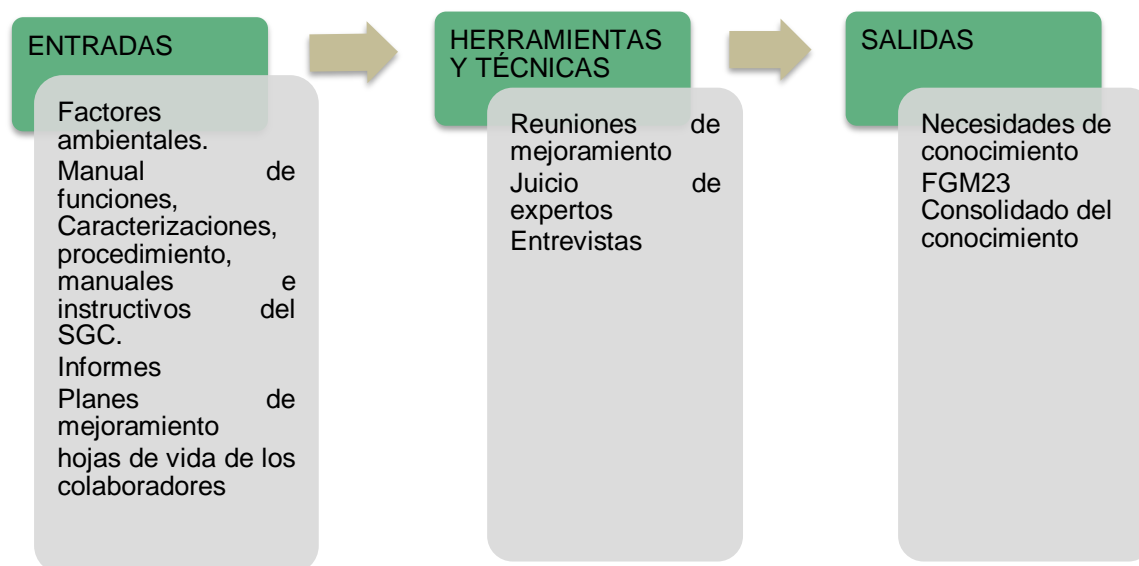 ENTRADAS
Factores
ambientales.
Manual de
funciones,
Caracterizaciones,
procedimiento,
manuales e
instructivos del
SGC.
Informes
Planes de
mejoramiento
hojas de vida de los
colaboradores
HERRAMIENTAS
Y TÉCNICAS
Reuniones de
mejoramiento
Juicio de
expertos
Entrevistas
SALIDAS
Necesidades de
conocimiento
FGM23
Consolidado del
conocimiento